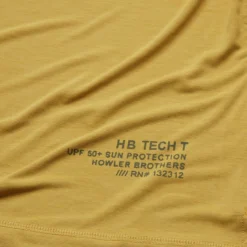 HB TECH T
UPF 50+ SUN PROTECTION
HOWLER BROTHERS
//// RN# 132312